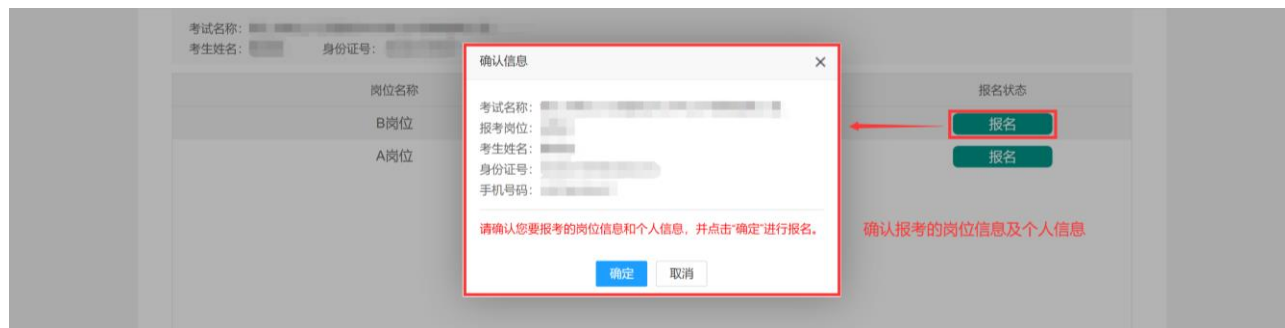 考试名称：
考生姓名： 身份证号：
岗位名称 报名状态
B岗位 报名
A岗位 报名
确认信息 ×
考试名称：
报考岗位：
考生姓名：
身份证号：
手机号码：
请确认您要报考的岗位信息和个人信息，并点击“确定”进行报名。
确定 取消
确认报考的岗位信息及个人信息